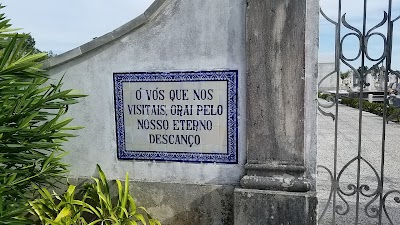 Ó VÓS QUE NOS
VISITAIS, ORAI PELO
NOSSO ETERNO
DESCANÇO